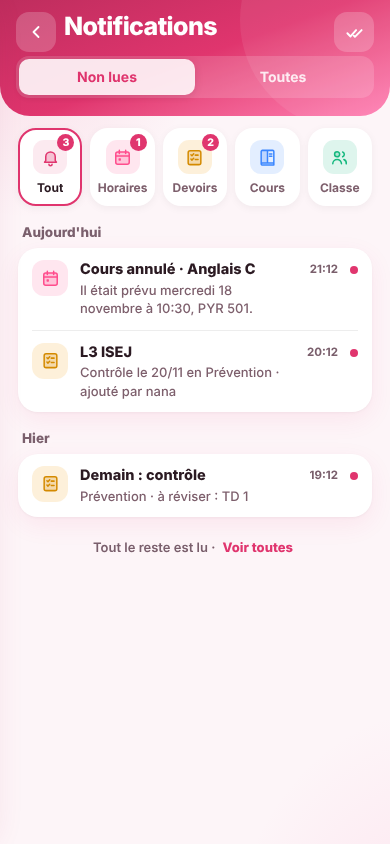 Notifications
Non lues
Toutes
3
1
2
Tout
Horaires
Devoirs
Cours
Classe
Aujourd'hui
Cours annulé · Anglais C
21:12
Il était prévu mercredi 18
novembre à 10:30, PYR 501.
L3 ISEJ
20:12
Contrôle le 20/11 en Prévention ·
ajouté par nana
Hier
Demain : contrôle
19:12
Prévention · à réviser : TD 1
Tout le reste est lu · Voir toutes